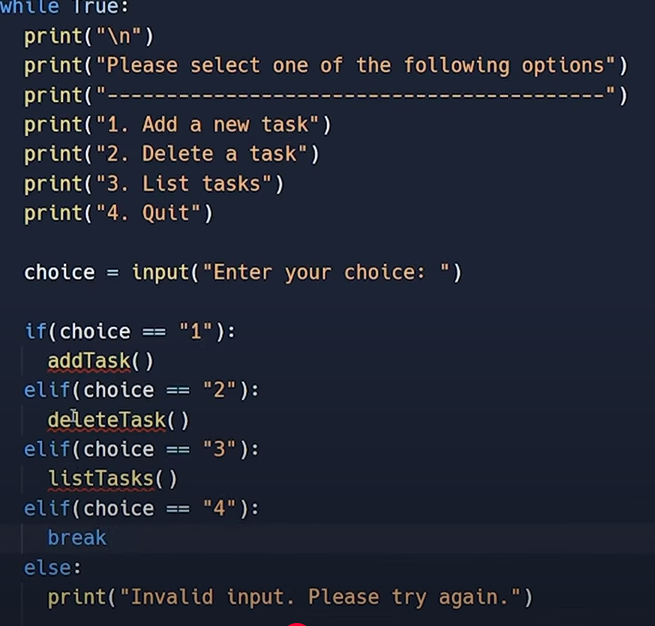 while True:
print("\n")
print("Please select one of the following options")
print("------------------------------------------")
print("1. Add a new task")
print("2. Delete a task")
print("3. List tasks")
print("4. Quit")
choice = input("Enter your choice: ")
if(choice == "1"):
addTask()
elif(choice == "2"):
deleteTask()
elif(choice == "3"):
listTasks()
elif(choice == "4"):
break
else:
print("Invalid input. Please try again.")